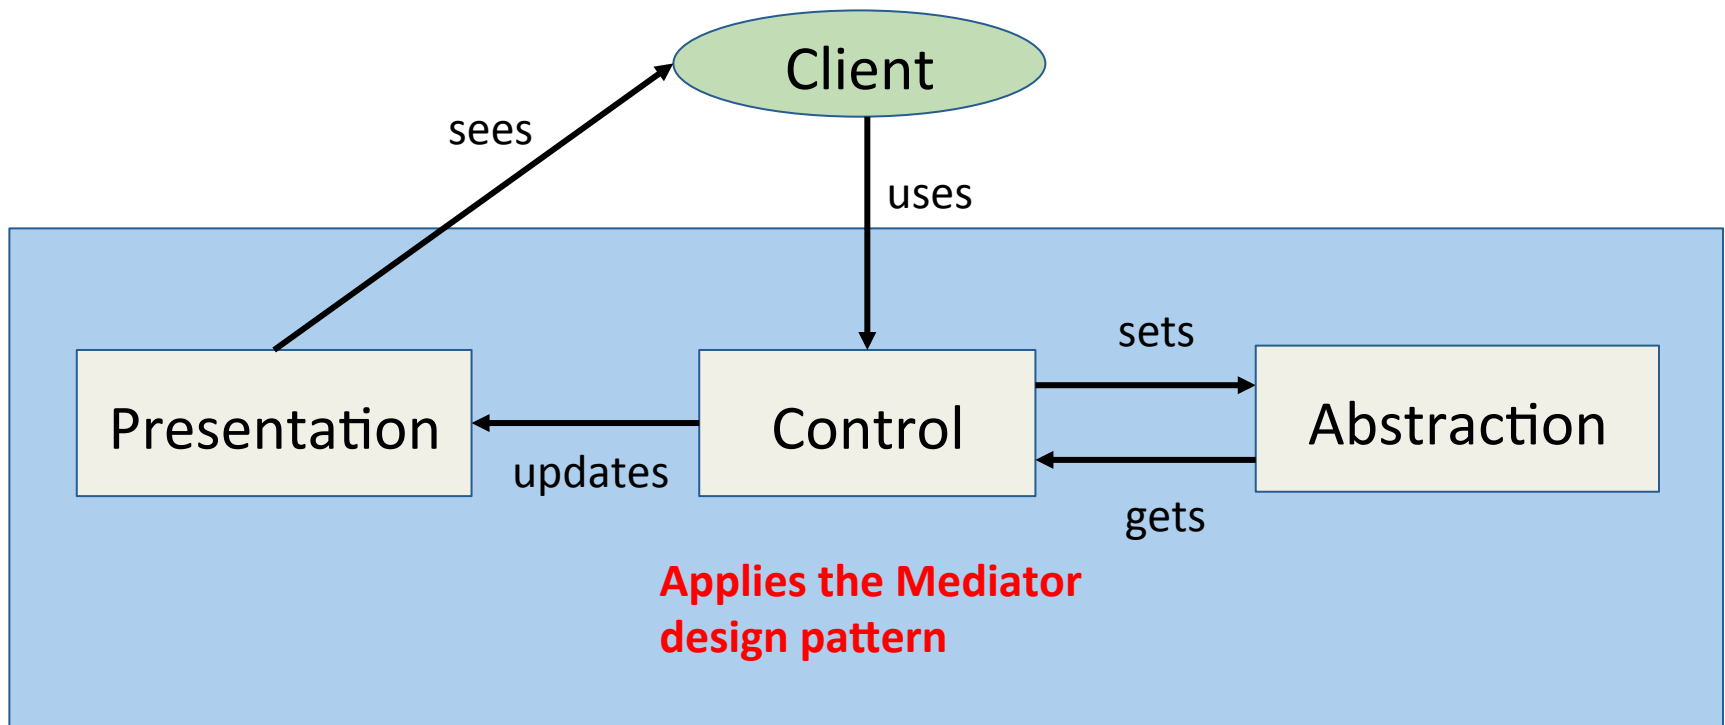 Client
sees
uses
sets
Presentation
Control
Abstraction
updates
gets
Applies the Mediator
design pattern